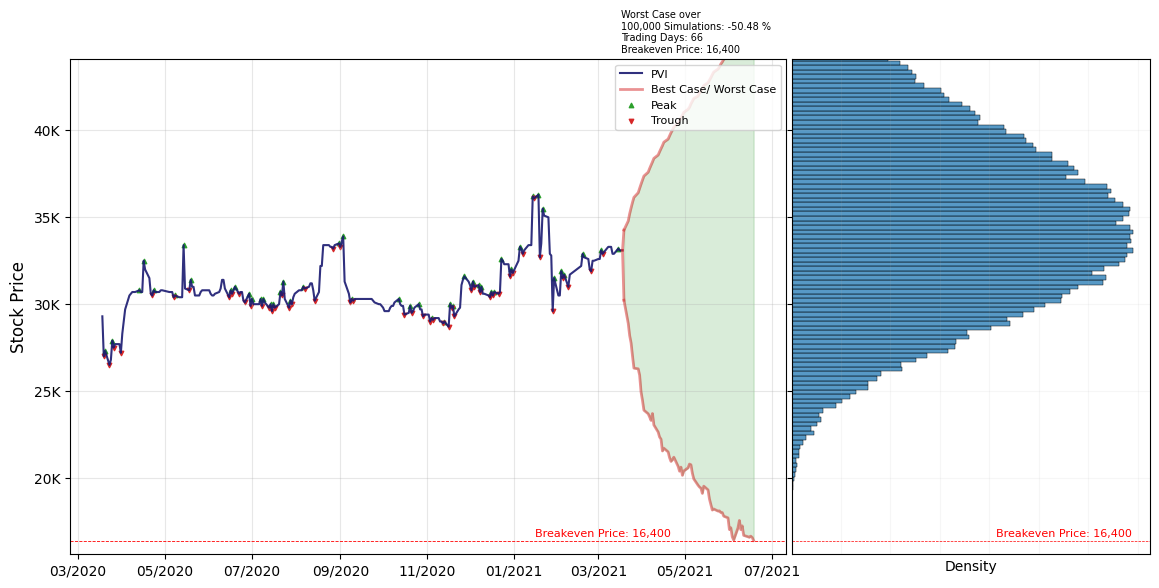 Worst Case over
100,000 Simulations: -50.48 %
Trading Days: 66
Breakeven Price: 16,400
PVI
Best Case/ Worst Case
Peak
Trough
40K
35K
30K
25K
20K
Stock Price
Breakeven Price: 16,400
Breakeven Price: 16,400
03/2020
05/2020
07/2020
09/2020
11/2020
01/2021
03/2021
05/2021
07/2021
Density